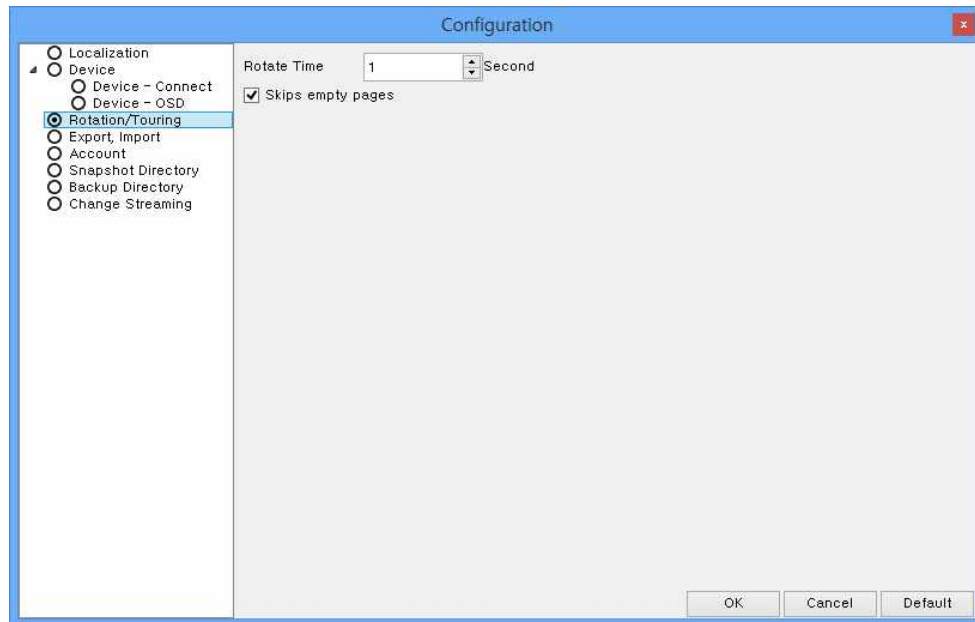 Configuration
Localization
Device
Device - Connect
Device - OSD
Rotation/Touring
Export, Import
Account
Snapshot Directory
Backup Directory
Change Streaming
Rotate Time 1 Second
Skips empty pages
OK Cancel Default